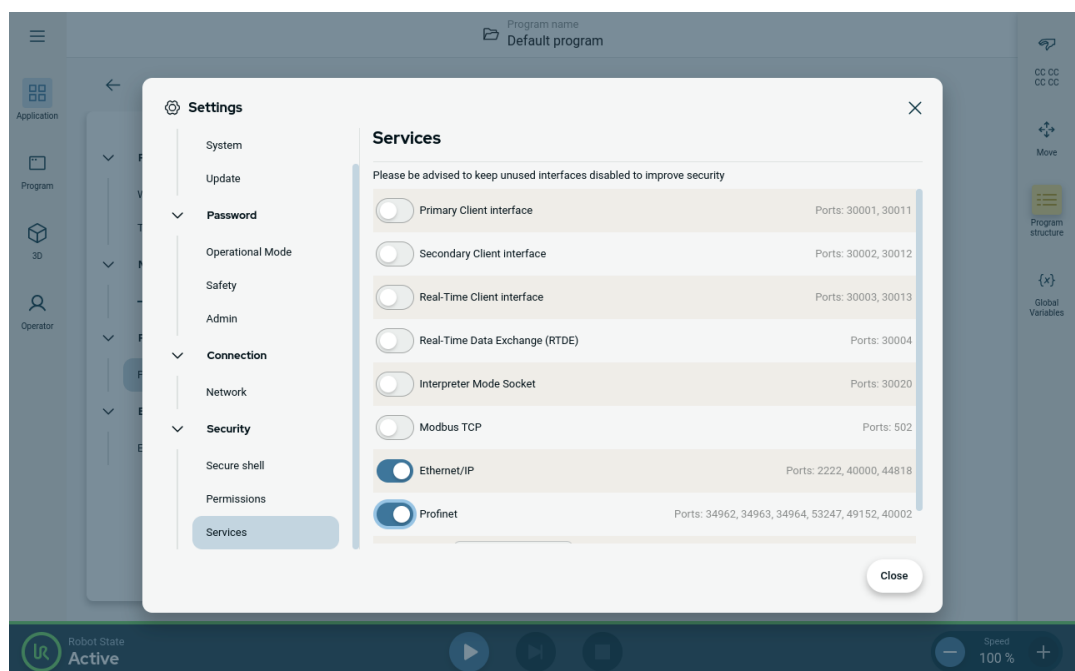 Program name
Default program
Application
Program
3D
Operator
Settings
System
Update
Password
Operational Mode
Safety
Admin
Connection
Network
Security
Secure shell
Permissions
Services
Services
Please be advised to keep unused interfaces disabled to improve security
Primary Client interface Ports: 30001, 30011
Secondary Client interface Ports: 30002, 30012
Real-Time Client interface Ports: 30003, 30013
Real-Time Data Exchange (RTDE) Ports: 30004
Interpreter Mode Socket Ports: 30020
Modbus TCP Ports: 502
Ethernet/IP Ports: 2222, 40000, 44818
Profinet Ports: 34962, 34963, 34964, 53247, 49152, 40002
Close
CC CC
CC CC
Move
Program
structure
{x}
Global
Variables
UR
Robot State
Active
Speed
100 %